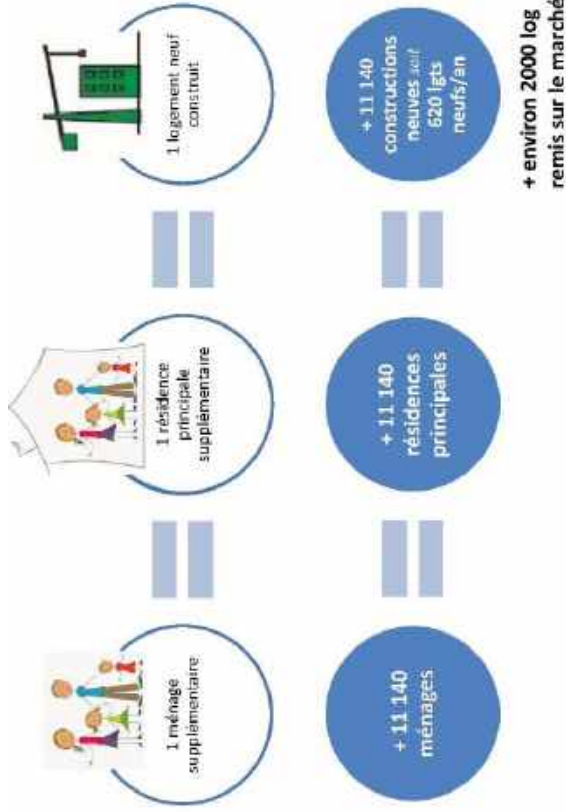 1 ménage
supplémentaire
1 résidence
principale
supplémentaire
1 logement neuf
construit
+ 11 140
ménages
+ 11 140
résidences
principales
+ 11 140
constructions
neuves soit
620 lgts
neufs/an
+ environ 2000 log
remis sur le marché